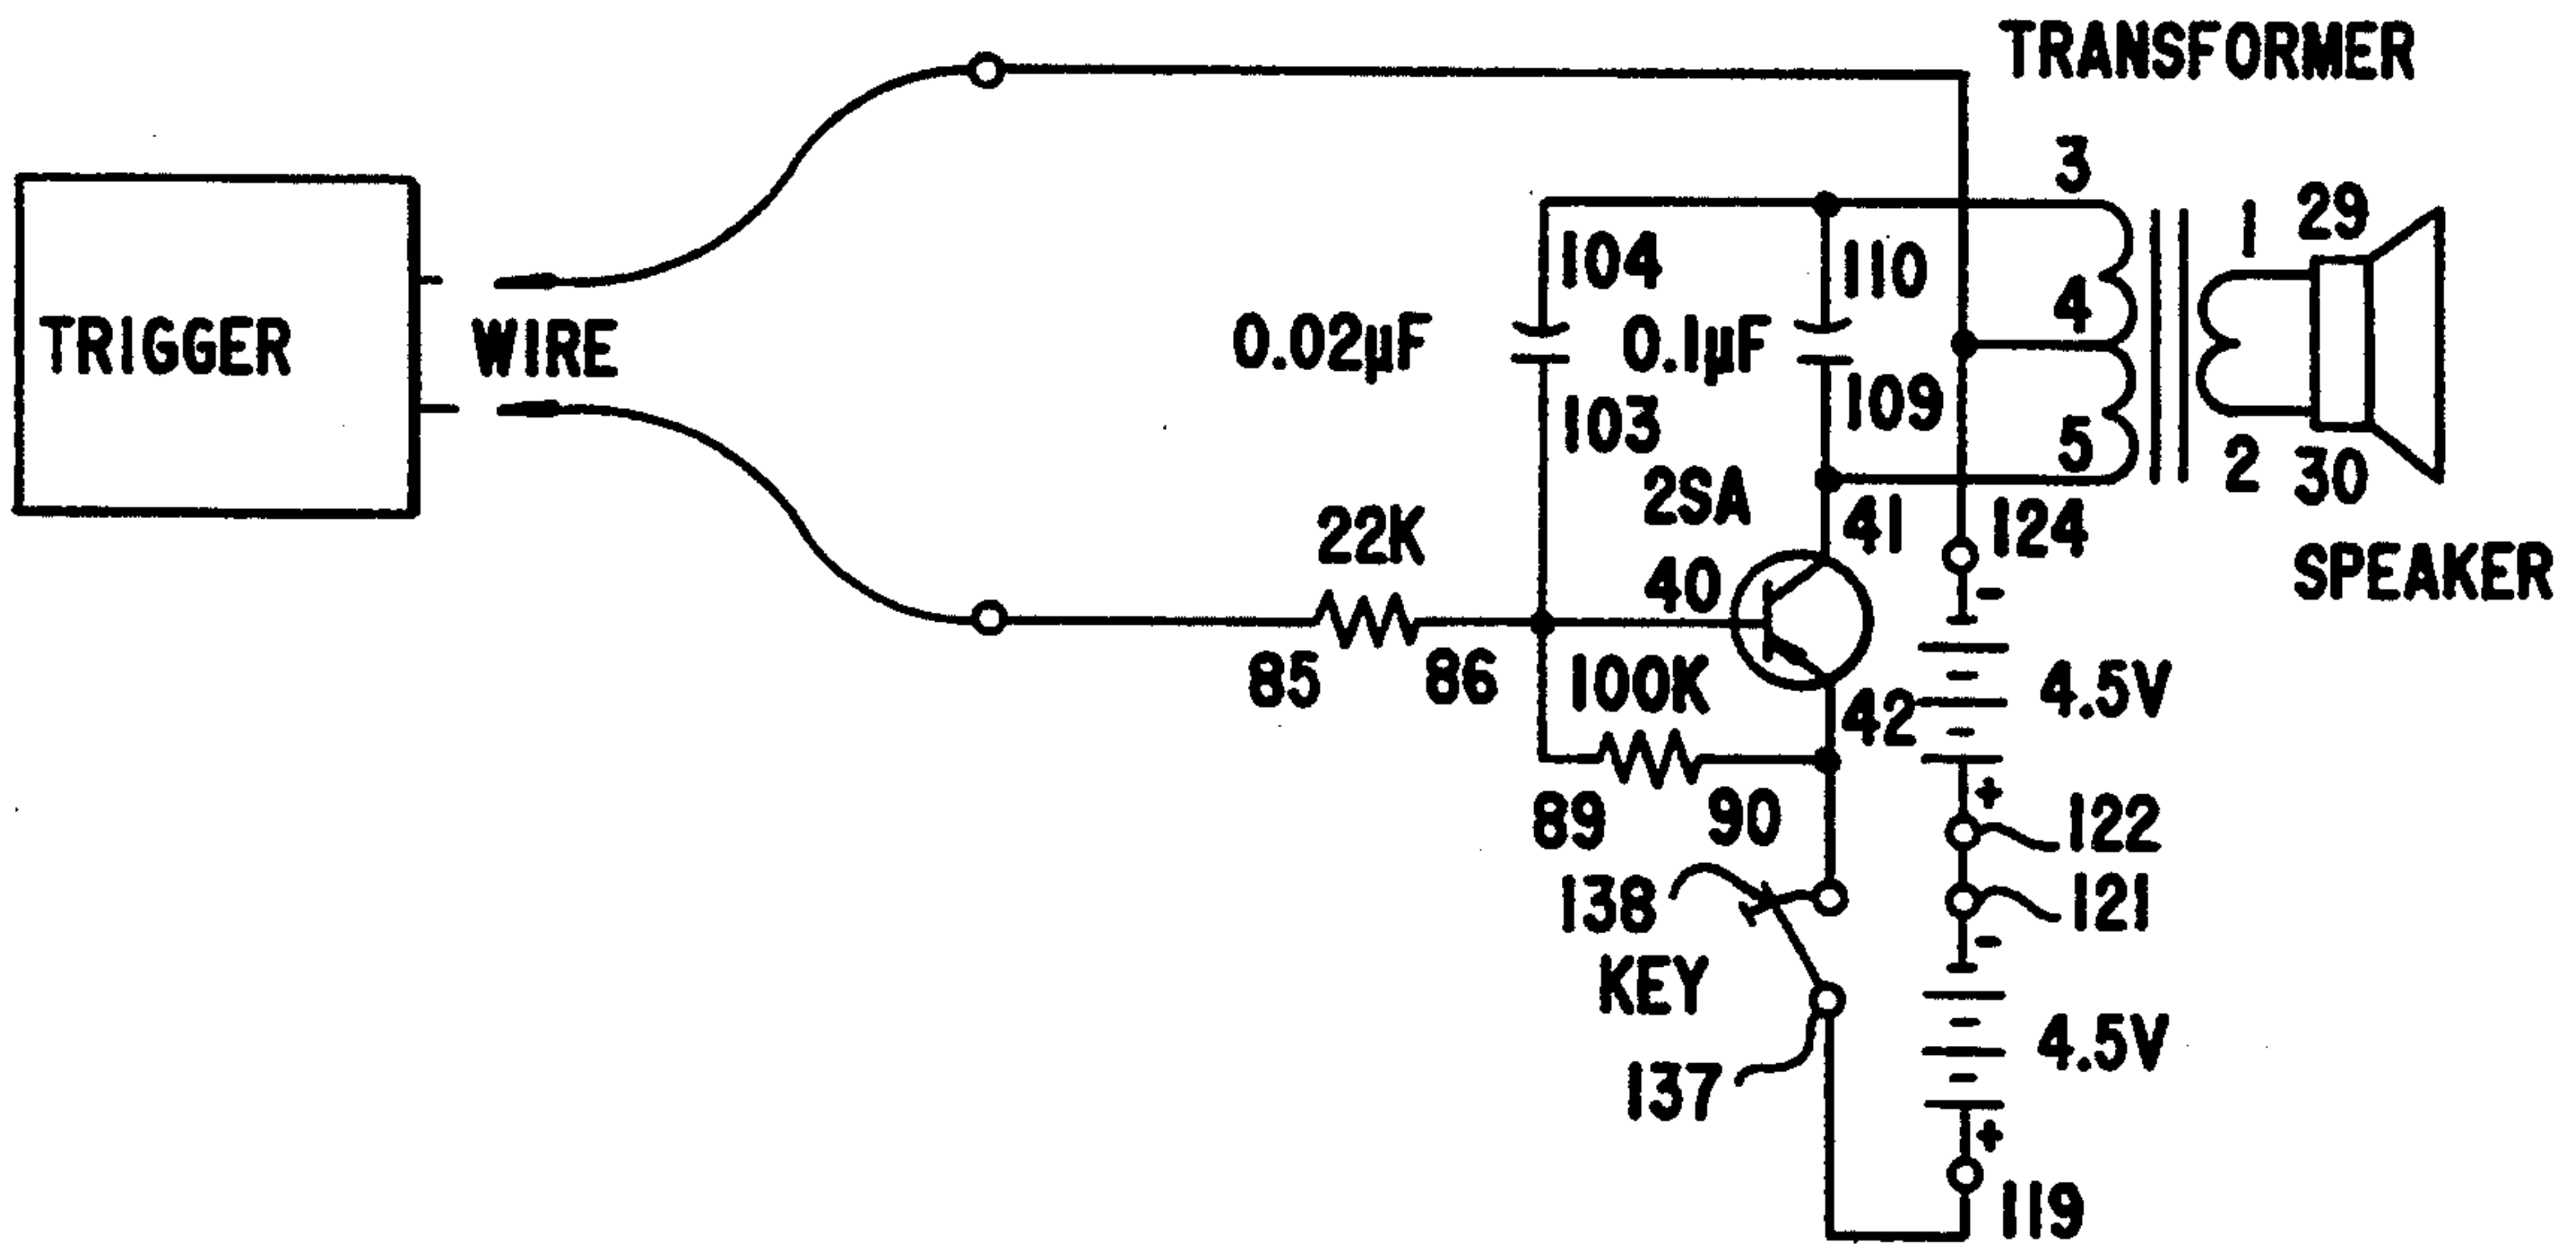 TRANSFORMER
3
1
29
104
110
4
TRIGGER
WIRE
0.02μF
0.1μF
103
109
5
2
30
2SA
41
124
22K
40
SPEAKER
-
85
86
100K
42
4.5V
89
90
+
122
138
121
-
KEY
137
4.5V
+
119